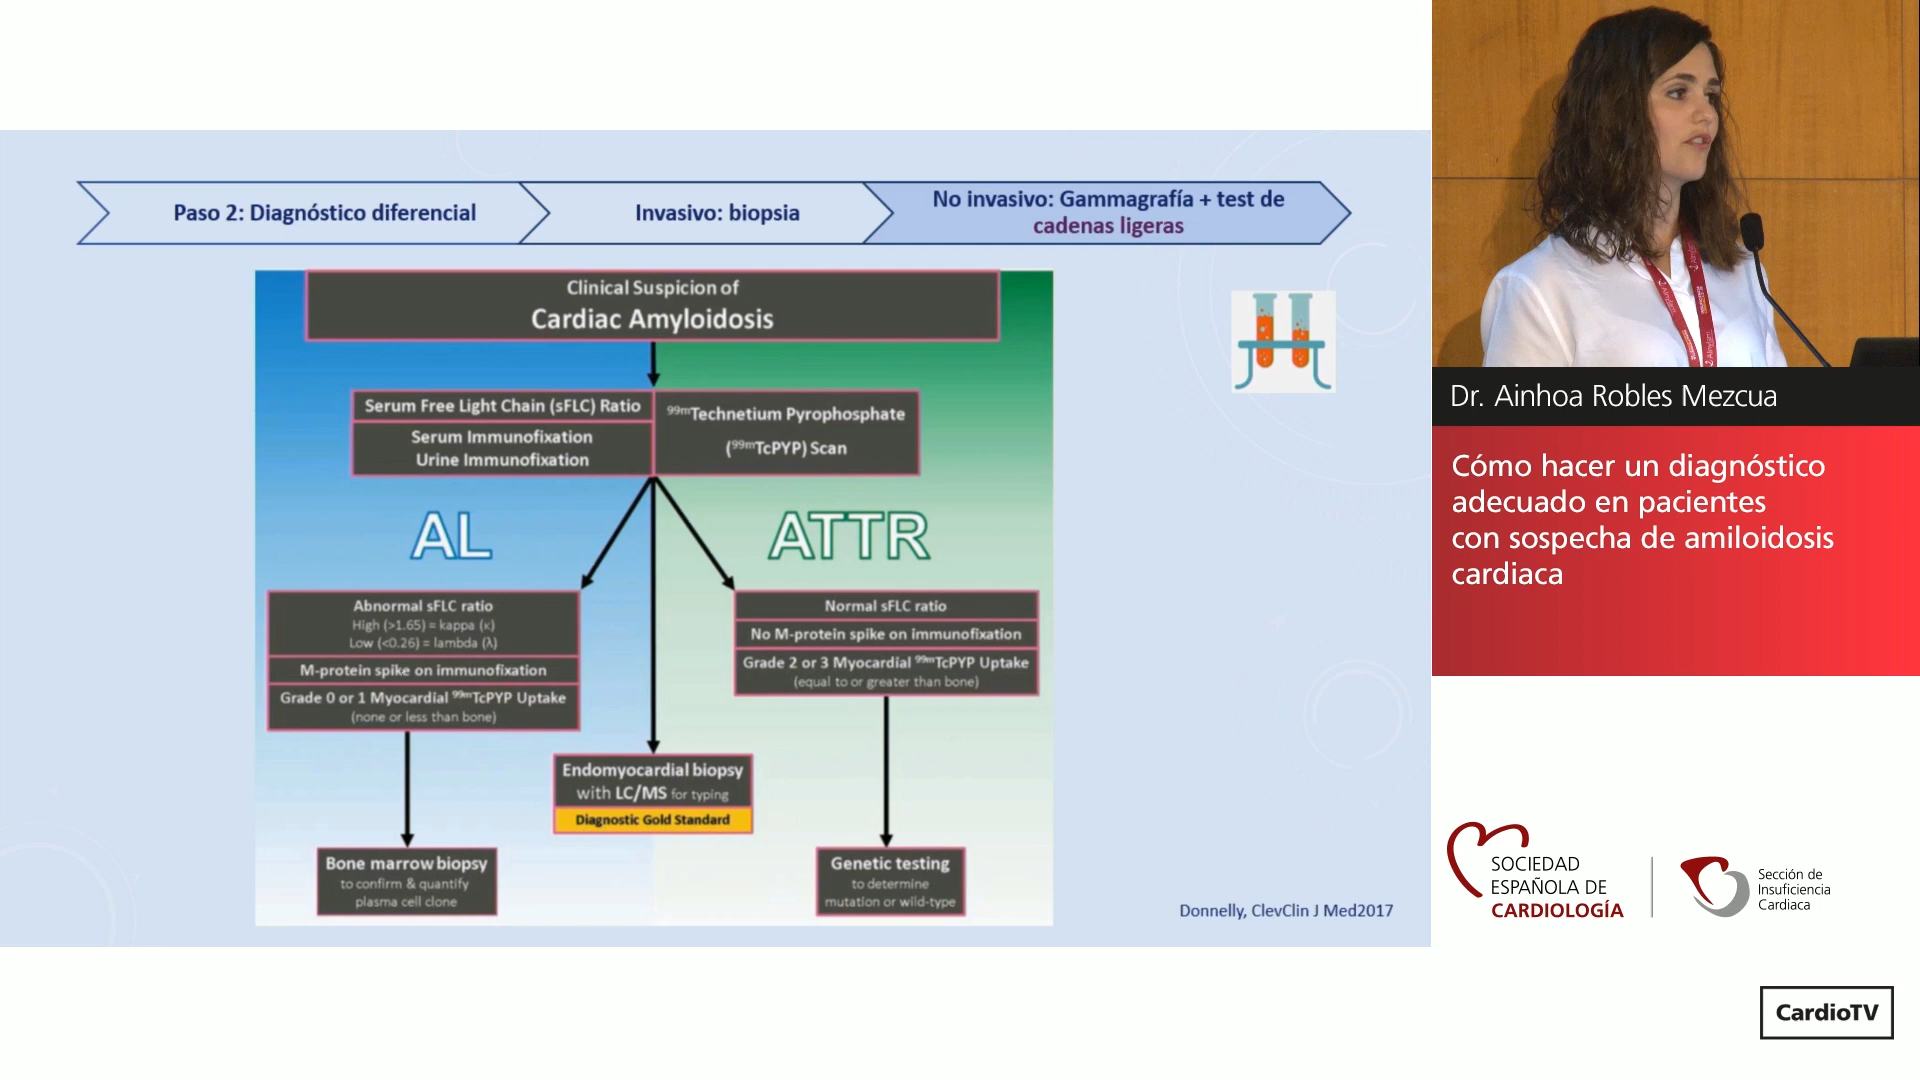 Paso 2: Diagnóstico diferencial
Invasivo: biopsia
No invasivo: Gammagrafía + test de
cadenas ligeras
Clinical Suspicion of
Cardiac Amyloidosis
Serum Free Light Chain (sFLC) Ratio
Serum Immunofixation
Urine Immunofixation
99mTechnetium Pyrophosphate
(99mTcPYP) Scan
AL
ATTR
Abnormal sFLC ratio
High (>1.65) = kappa (κ)
Low (<0.26) = lambda (λ)
M-protein spike on immunofixation
Grade 0 or 1 Myocardial 99mTcPYP Uptake
(none or less than bone)
Normal sFLC ratio
No M-protein spike on immunofixation
Grade 2 or 3 Myocardial 99mTcPYP Uptake
(equal to or greater than bone)
Endomyocardial biopsy
with LC/MS for typing
Diagnostic Gold Standard
Bone marrow biopsy
to confirm & quantify
plasma cell clone
Genetic testing
to determine
mutation or wild-type
Donnelly, ClevClin J Med2017
Dr. Ainhoa Robles Mezcua
Cómo hacer un diagnóstico
adecuado en pacientes
con sospecha de amiloidosis
cardiaca
SOCIEDAD
ESPAÑOLA DE
CARDIOLOGÍA
Sección de
Insuficiencia
Cardiaca
CardioTV